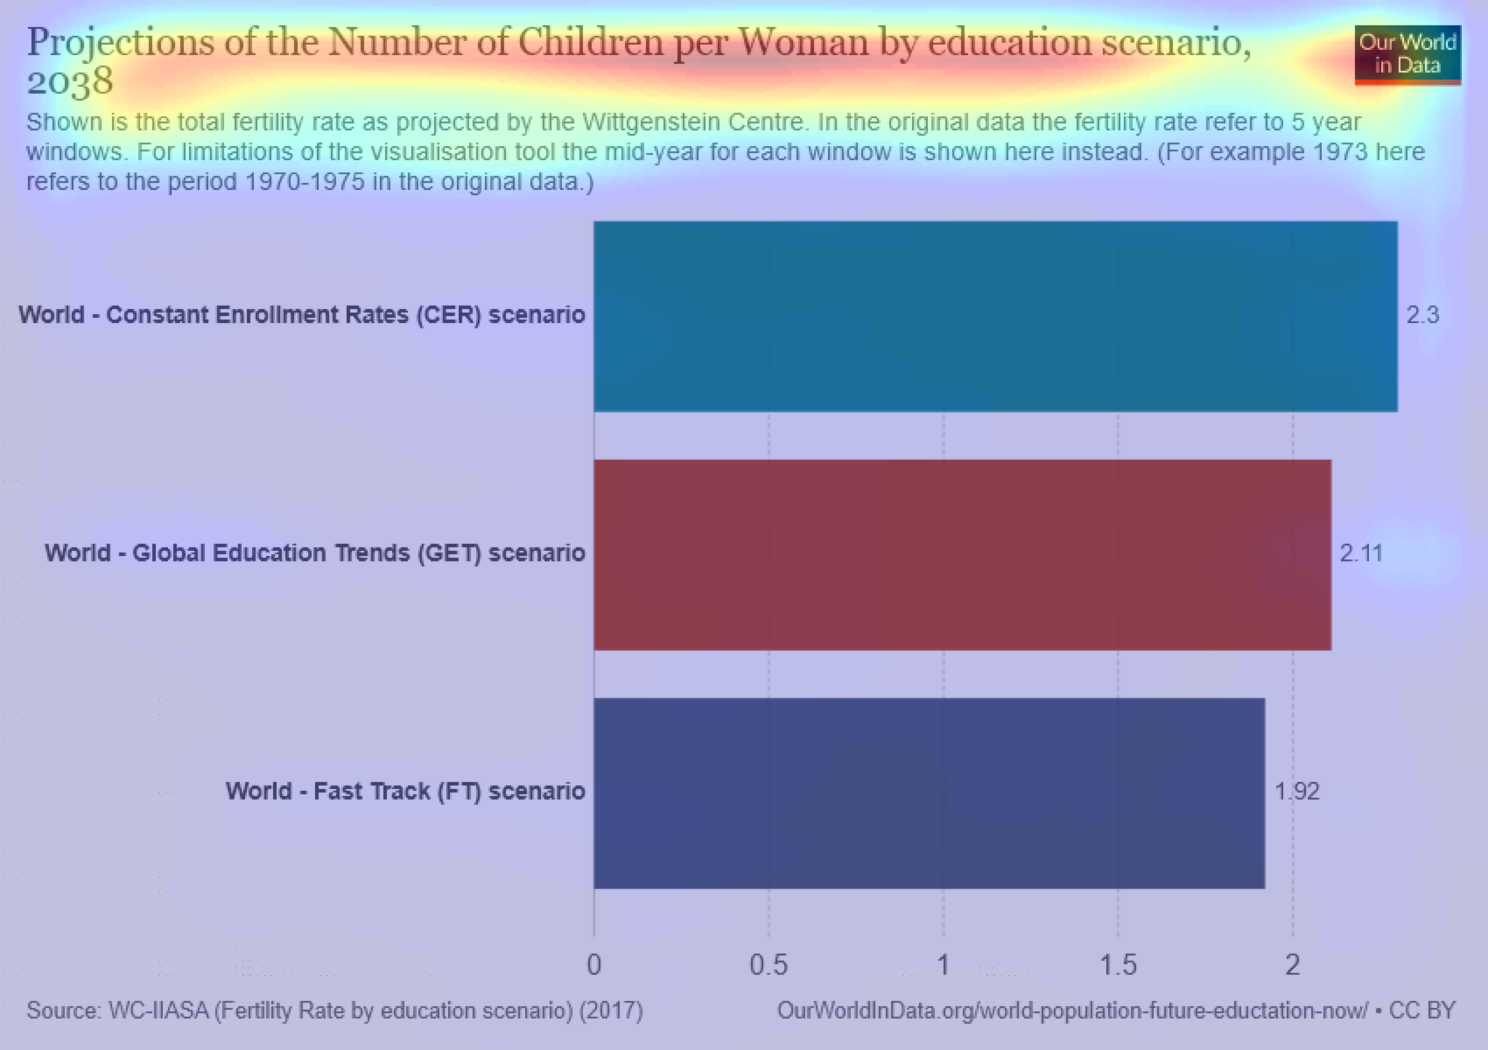 Projections of the Number of Children per Woman by education scenario,
2038
Our World
in Data
Shown is the total fertility rate as projected by the Wittgenstein Centre. In the original data the fertility rate refer to 5 year
windows. For limitations of the visualisation tool the mid-year for each window is shown here instead. (For example 1973 here
refers to the period 1970-1975 in the original data.)
World - Constant Enrollment Rates (CER) scenario
2.3
World - Global Education Trends (GET) scenario
2.11
World - Fast Track (FT) scenario
1.92
0 0.5 1 1.5 2
Source: WC-IIASA (Fertility Rate by education scenario) (2017)
OurWorldInData.org/world-population-future-eductation-now/ • CC BY